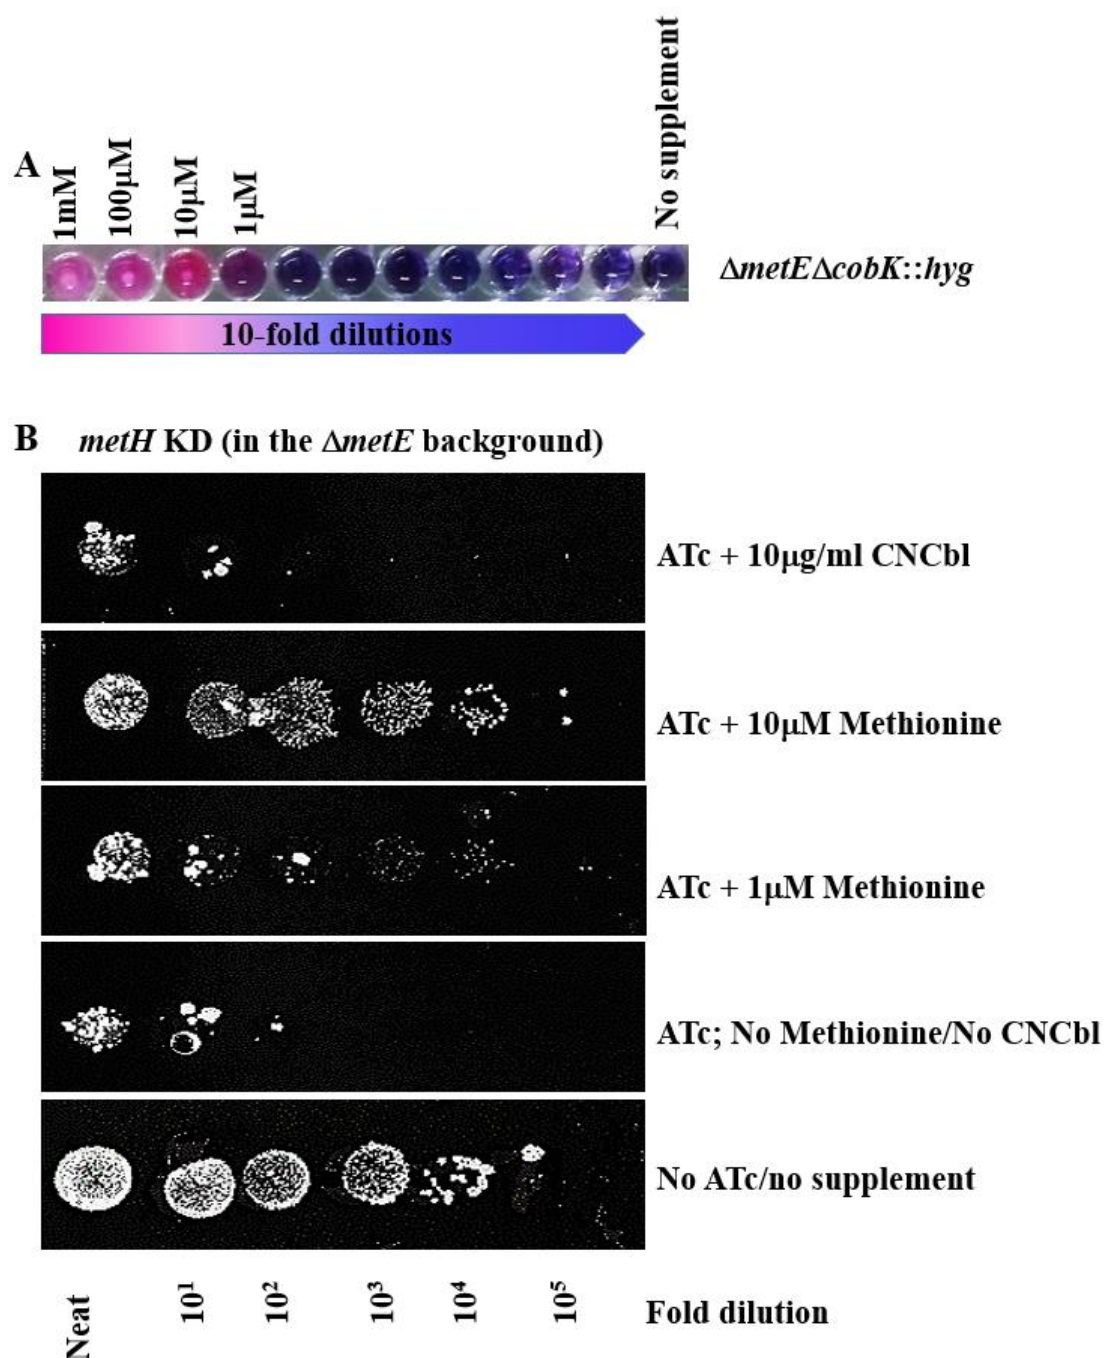 A
1mM
100μM
10μM
1μM
No supplement
ΔmetEΔcobK::hyg
10-fold dilutions
B metH KD (in the ΔmetE background)
ATc + 10μg/ml CNCbl
ATc + 10μM Methionine
ATc + 1μM Methionine
ATc; No Methionine/No CNCbl
No ATc/no supplement
Neat 10¹ 10² 10³ 10⁴ 10⁵ Fold dilution